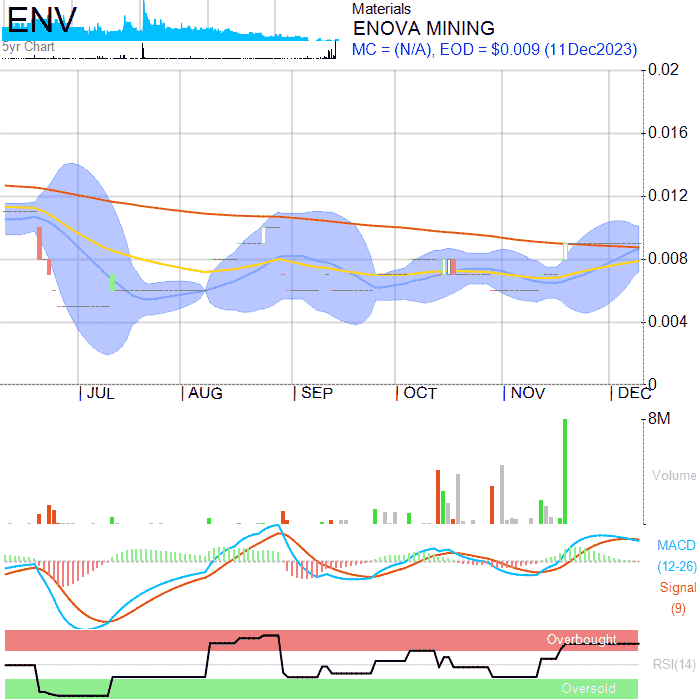 ENV
5yr Chart
Materials
ENOVA MINING
MC = (N/A), EOD = $0.009 (11Dec2023)
0.02
0.016
0.012
0.008
0.004
0
JUL AUG SEP OCT NOV DEC
8M
Volume
MACD
(12-26)
Signal
(9)
Overbought
RSI(14)
Oversold